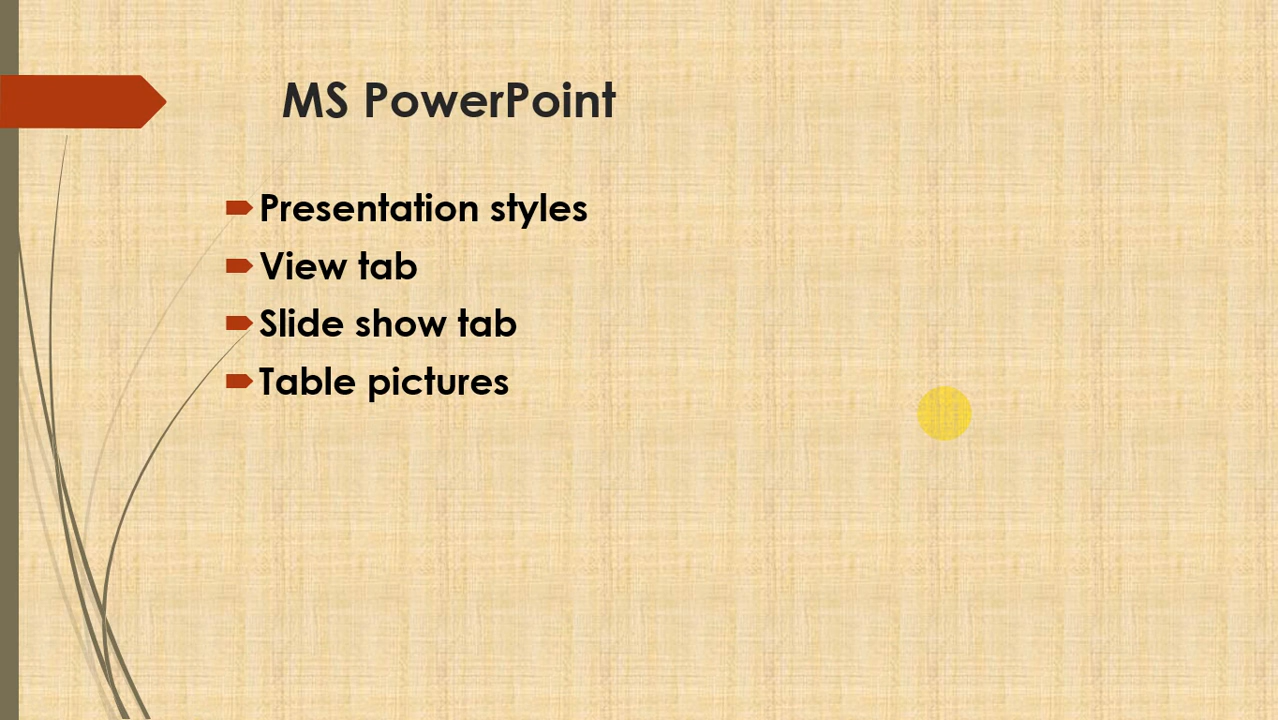 MS PowerPoint
Presentation styles
View tab
Slide show tab
Table pictures